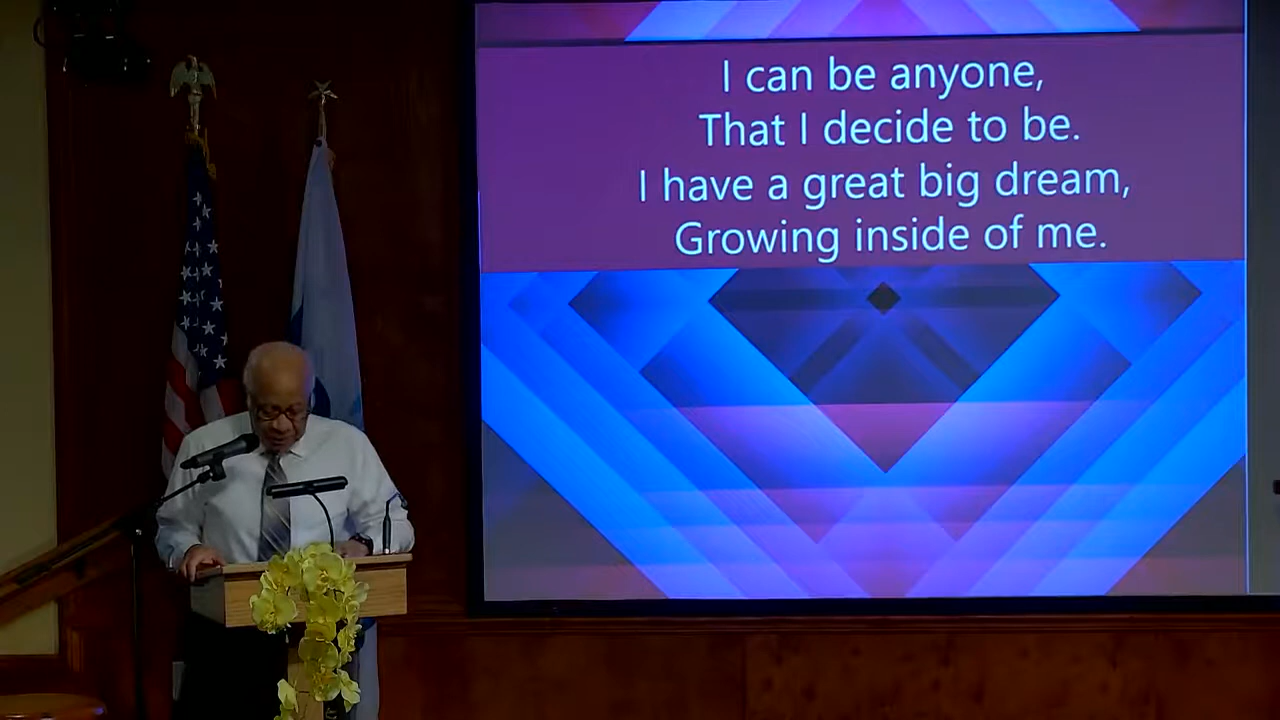 I can be anyone,
That I decide to be.
I have a great big dream,
Growing inside of me.